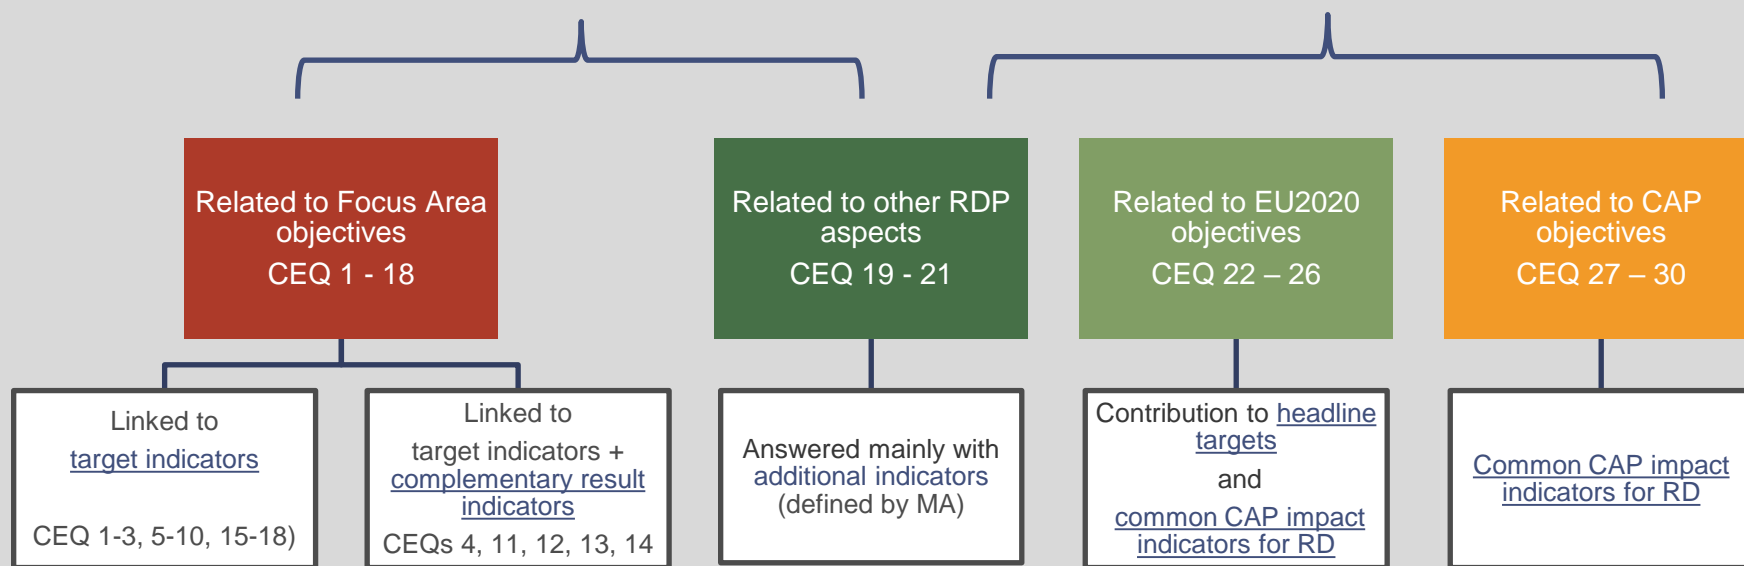 Related to Focus Area
objectives
CEQ 1 - 18
Related to other RDP
aspects
CEQ 19 - 21
Related to EU2020
objectives
CEQ 22 – 26
Related to CAP
objectives
CEQ 27 – 30
Linked to
target indicators
CEQ 1-3, 5-10, 15-18)
Linked to
target indicators +
complementary result
indicators
CEQs 4, 11, 12, 13, 14
Answered mainly with
additional indicators
(defined by MA)
Contribution to headline
targets
and
common CAP impact
indicators for RD
Common CAP impact
indicators for RD